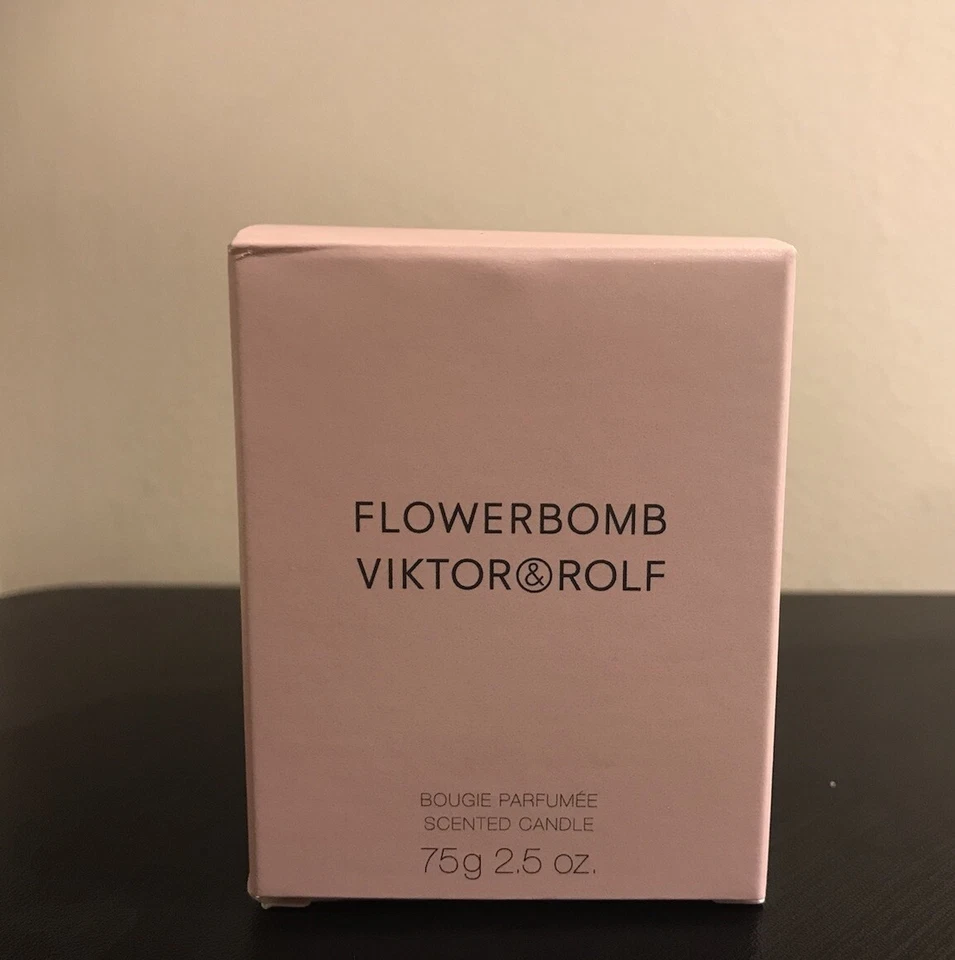 FLOWERBOMB
VIKTOR&ROLF
BOUGIE PARFUMÉE
SCENTED CANDLE
75g 2.5 oz.